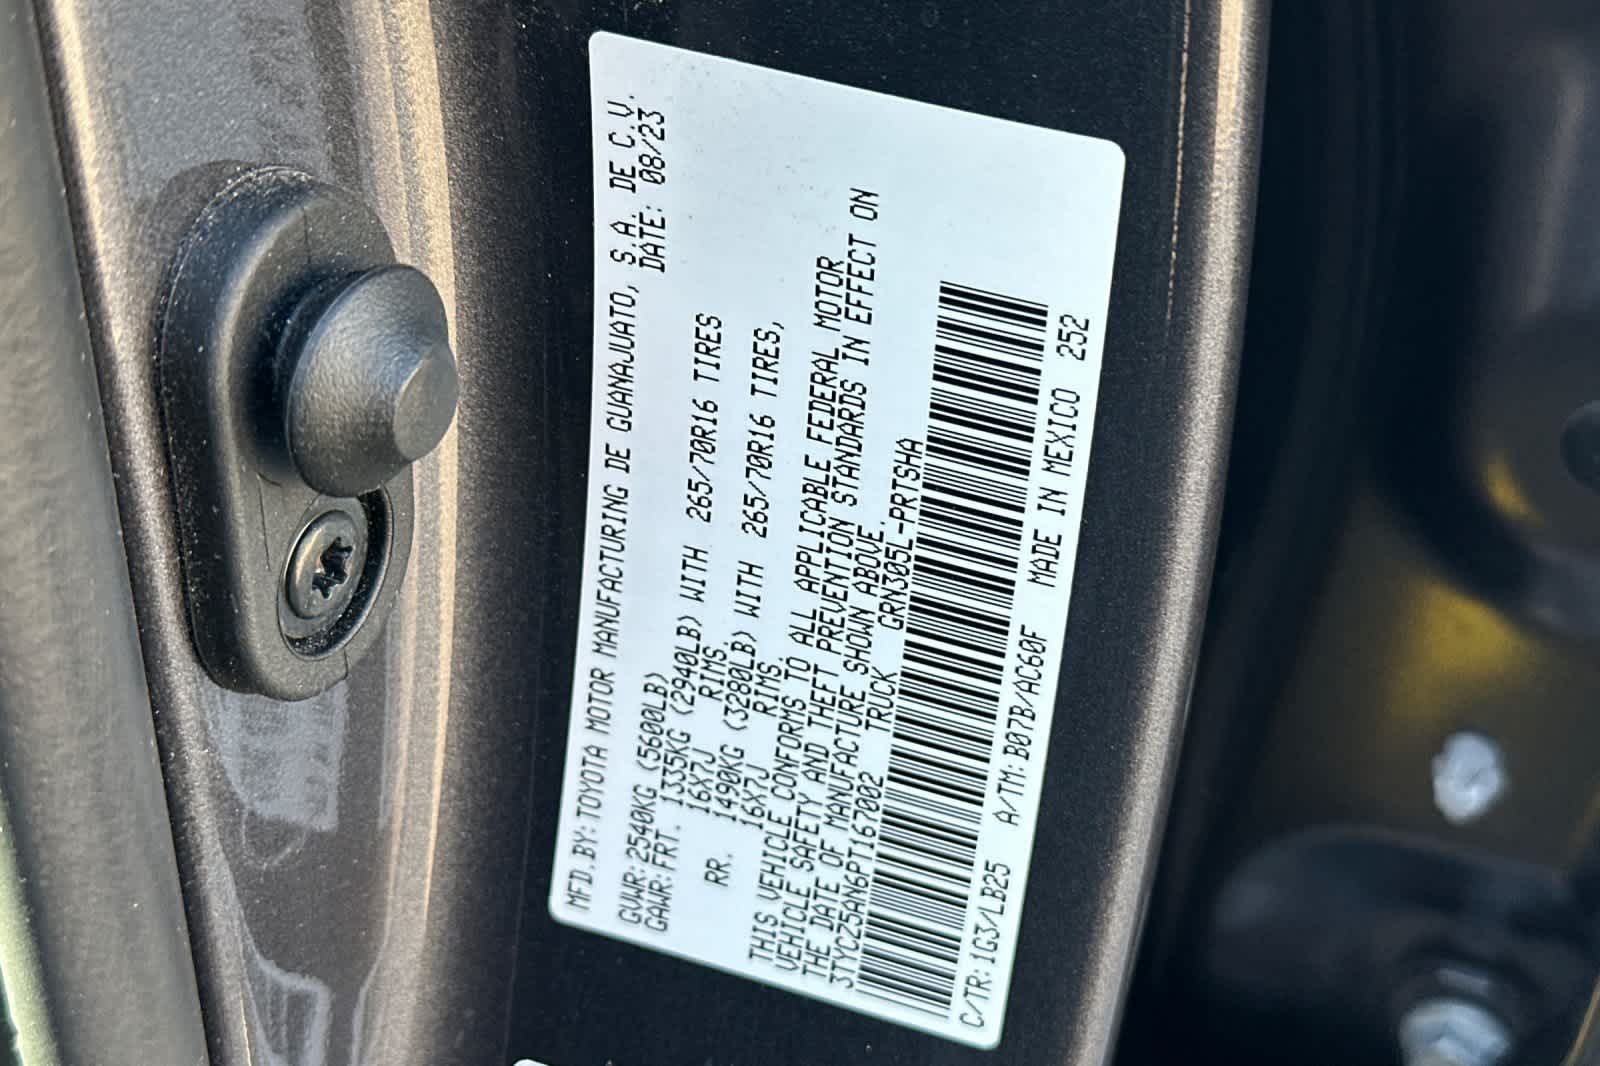 MFD.BY:TOYOTA MOTOR MANUFACTURING DE GUANAJUATO, S.A. DE C.V.
DATE: 08/23
GVWR:2540KG (5600LB)
GAWR:FRT. 1335KG (2940LB) WITH 265/70R16 TIRES
16X7J RIMS.
RR. 1490KG (3280LB) WITH 265/70R16 TIRES,
16X7J RIMS.
THIS VEHICLE CONFORMS TO ALL APPLICABLE FEDERAL MOTOR
VEHICLE SAFETY AND THEFT PREVENTION STANDARDS IN EFFECT ON
THE DATE OF MANUFACTURE SHOWN ABOVE.
3TYCZ5AN6PT167002 TRUCK GRN305L-PRTSHA
C/TR:1G3/LB25 A/TM:B07B/AC60F MADE IN MEXICO 252